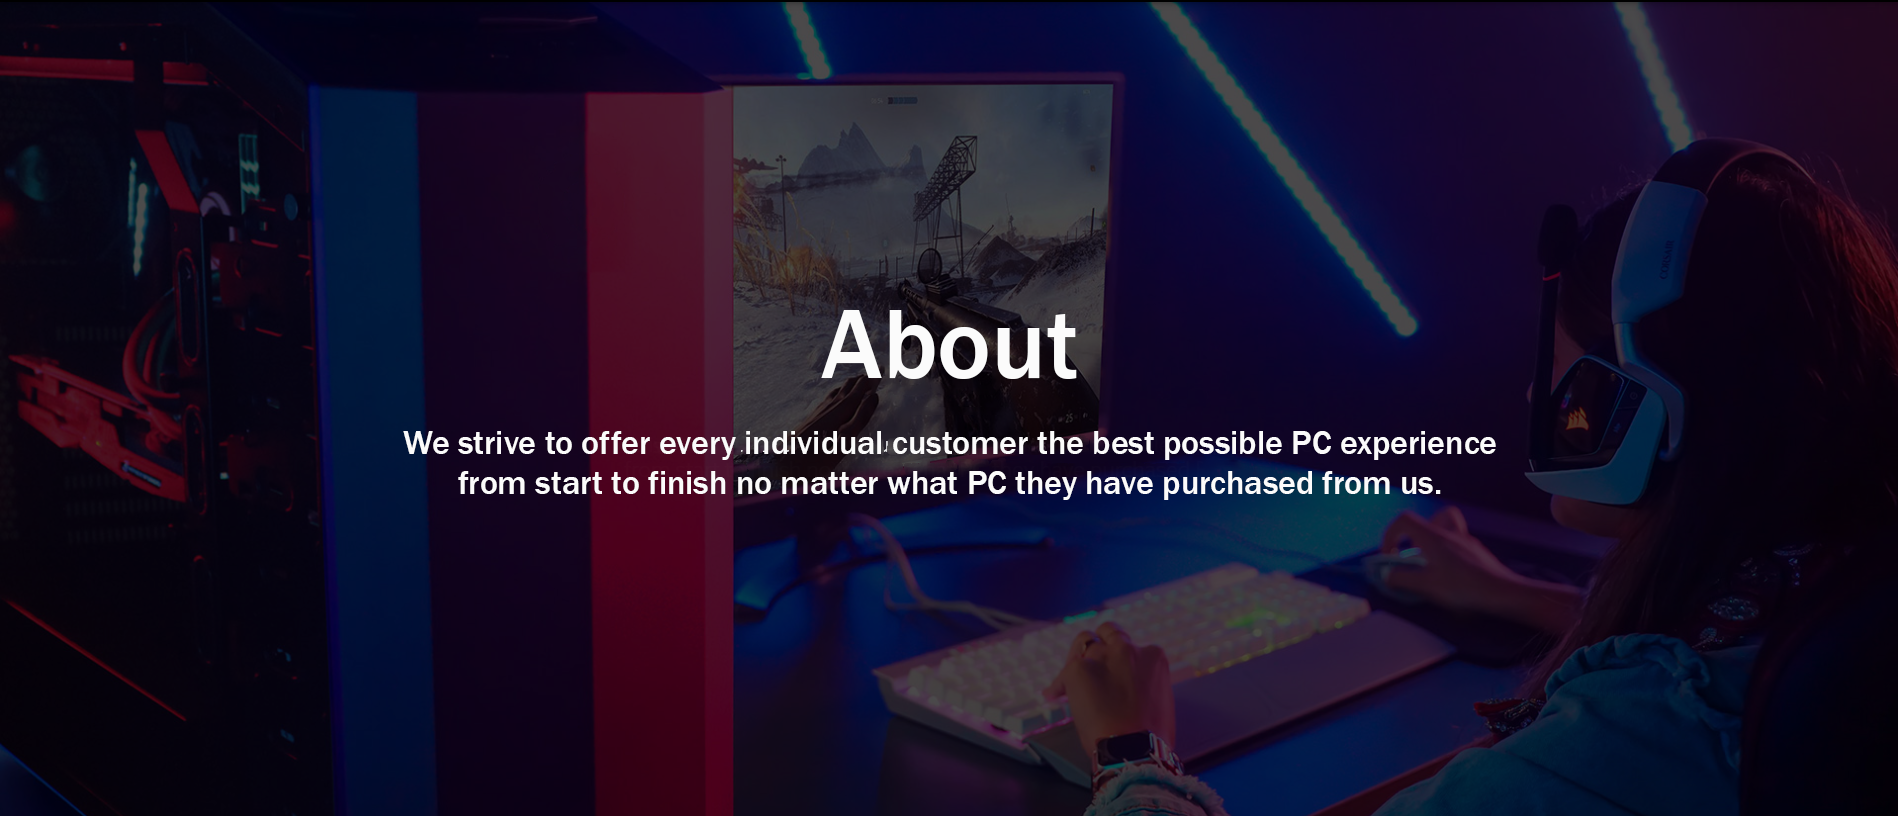 About
We strive to offer every individual customer the best possible PC experience
from start to finish no matter what PC they have purchased from us.